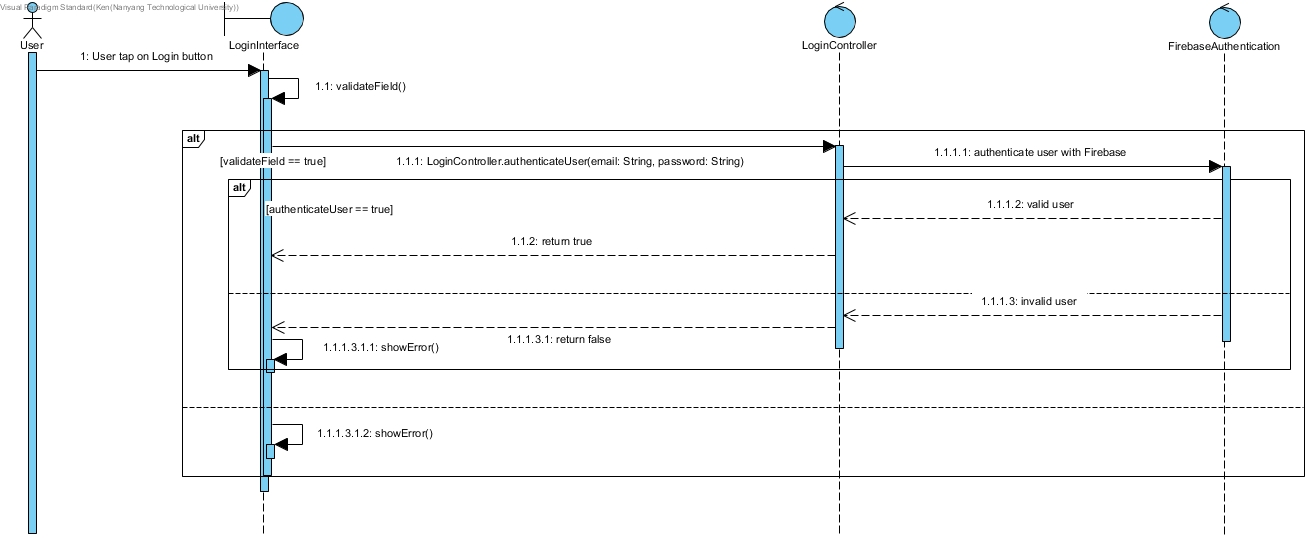 Visual Paradigm Standard(Ken(Nanyang Technological University))
User
LoginInterface
LoginController
FirebaseAuthentication
1: User tap on Login button
1.1: validateField()
alt
[validateField == true]
1.1.1: LoginController.authenticateUser(email: String, password: String)
1.1.1.1: authenticate user with Firebase
alt
[authenticateUser == true]
1.1.1.2: valid user
1.1.2: return true
1.1.1.3: invalid user
1.1.1.3.1: return false
1.1.1.3.1.1: showError()
1.1.1.3.1.2: showError()